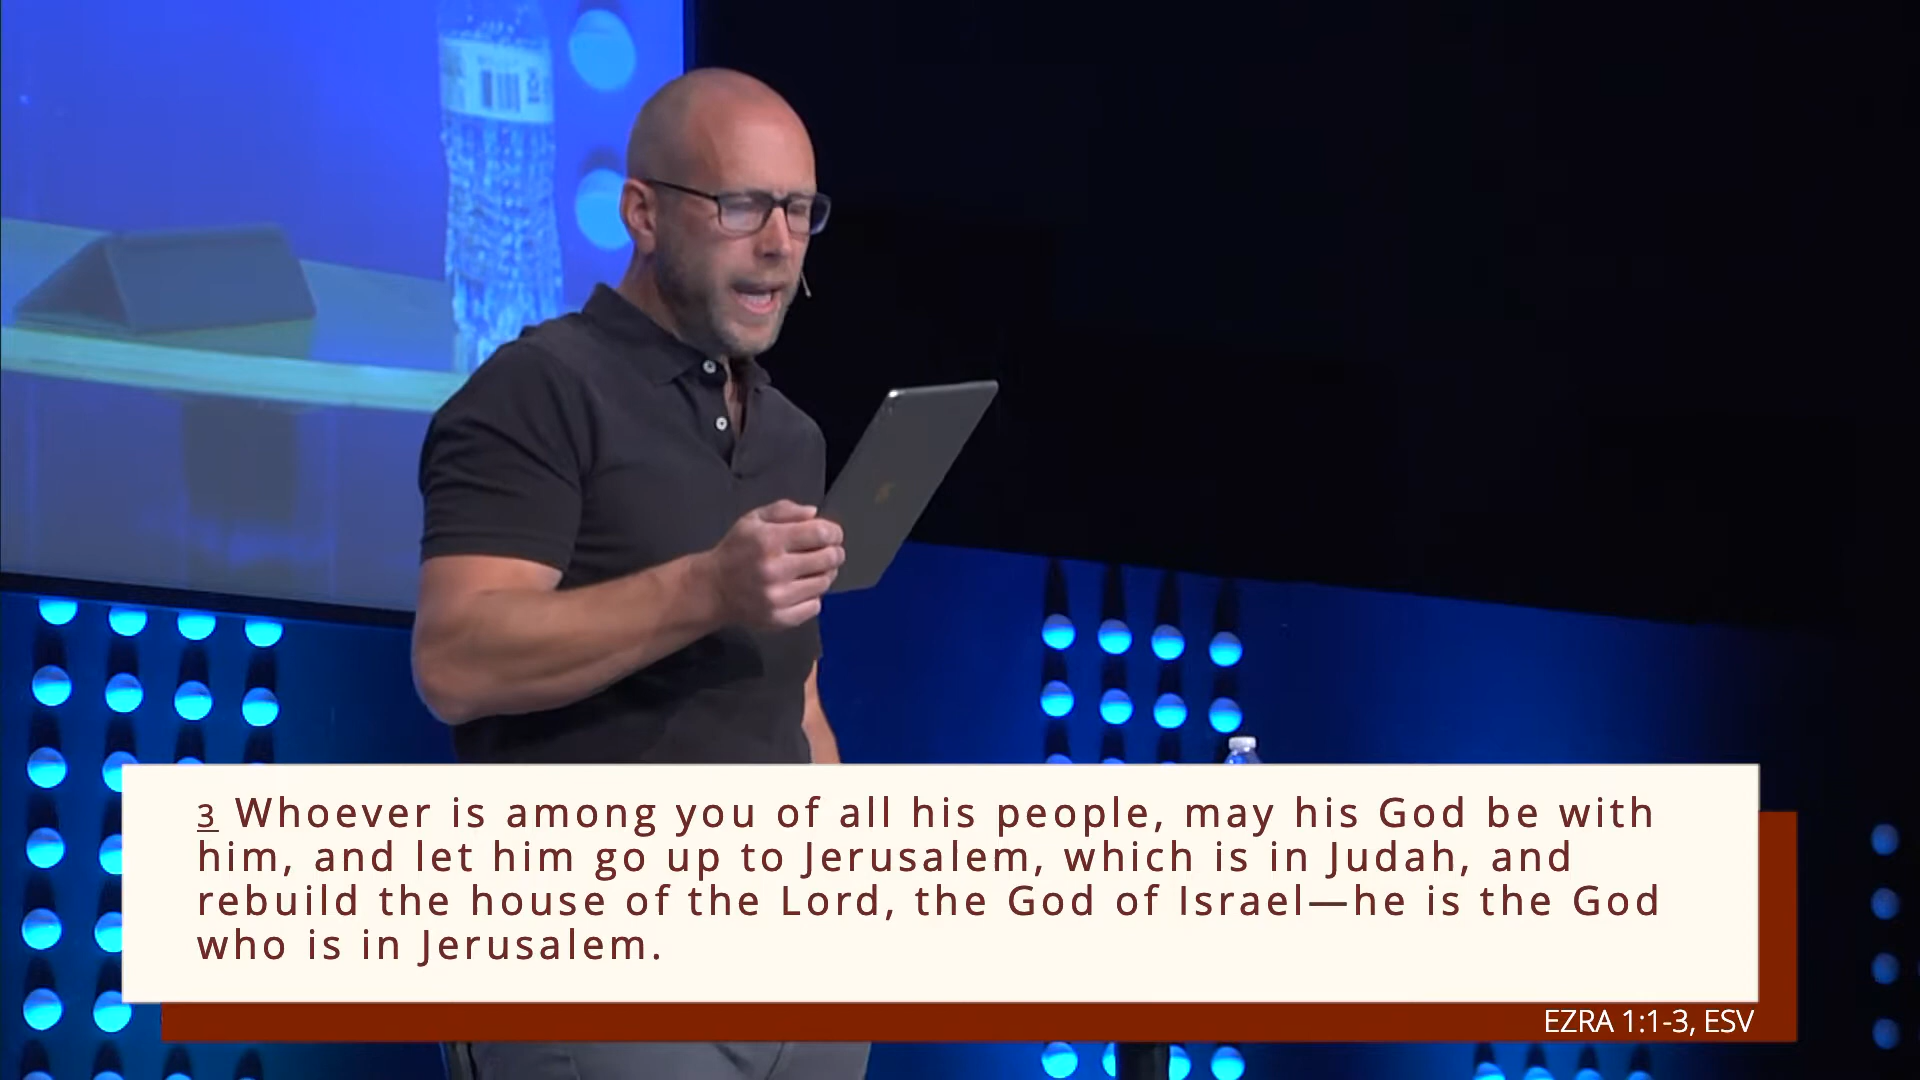 3 Whoever is among you of all his people, may his God be with
him, and let him go up to Jerusalem, which is in Judah, and
rebuild the house of the Lord, the God of Israel—he is the God
who is in Jerusalem.
EZRA 1:1-3, ESV